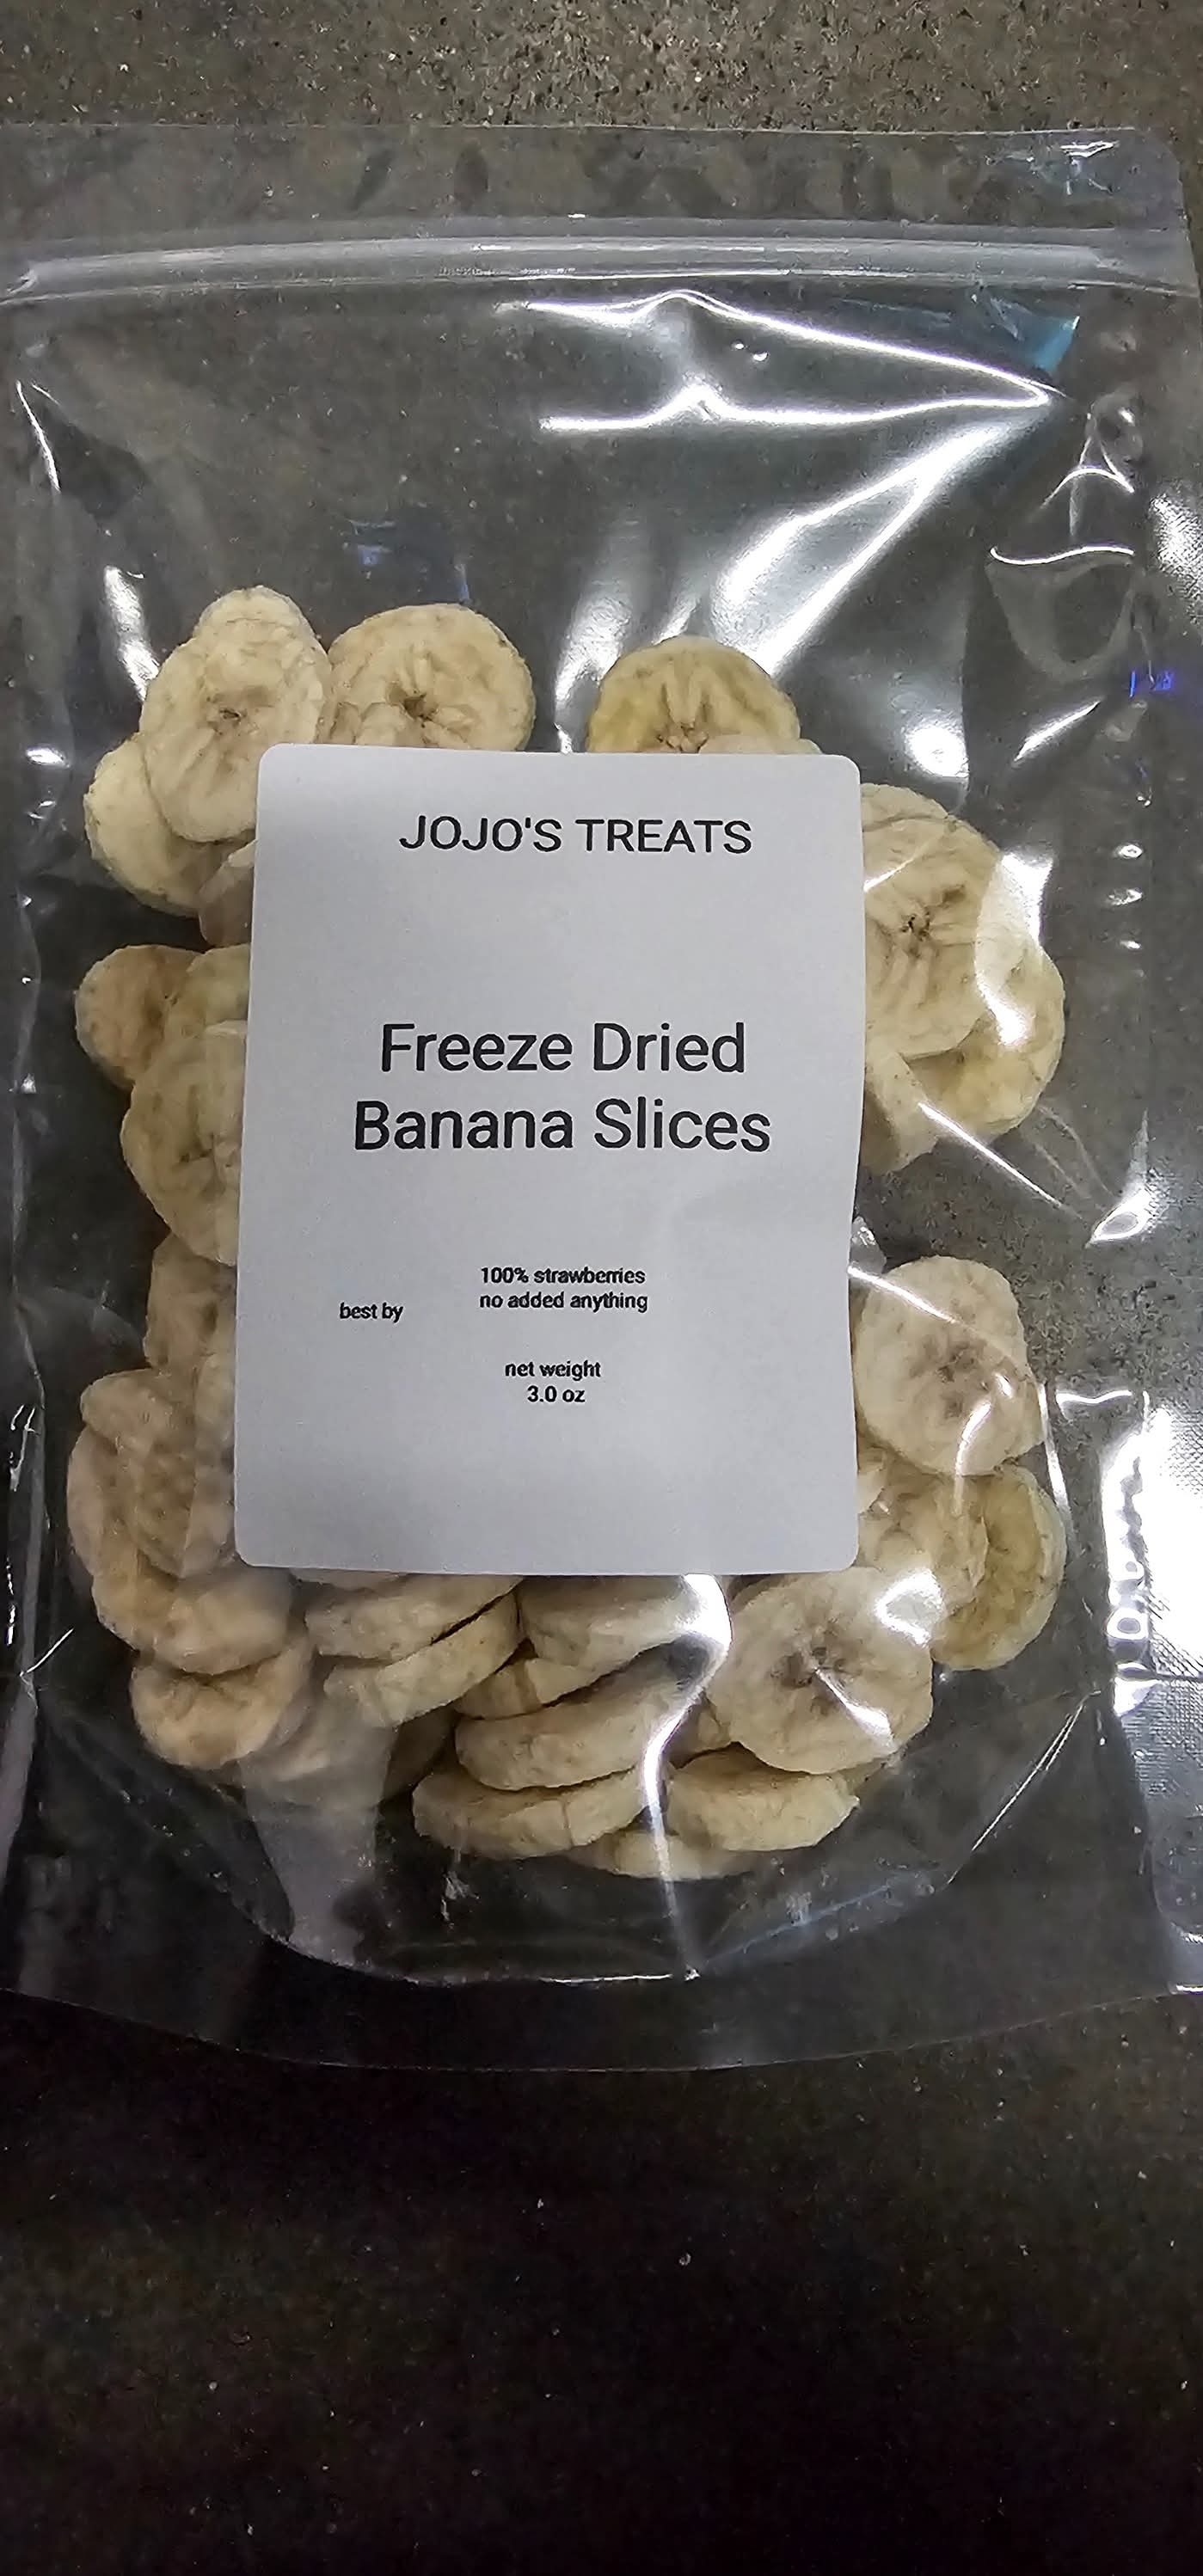 JOJO'S TREATS
Freeze Dried
Banana Slices
100% strawberries
no added anything
best by
net weight
3.0 oz